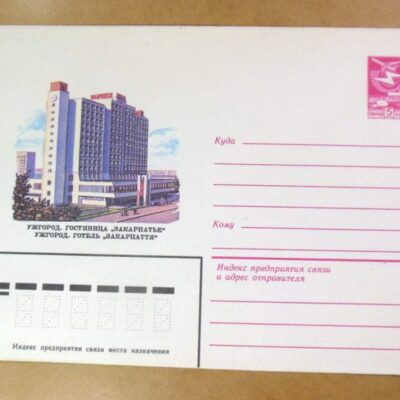 УЖГОРОД. ГОСТИНИЦА „ЗАКАРПАТЬЕ“
УЖГОРОД. ГОТЕЛЬ „ЗАКАРПАТТЯ“
Куда
Кому
Индекс предприятия связи
и адрес отправителя
Индекс предприятия связи места назначения